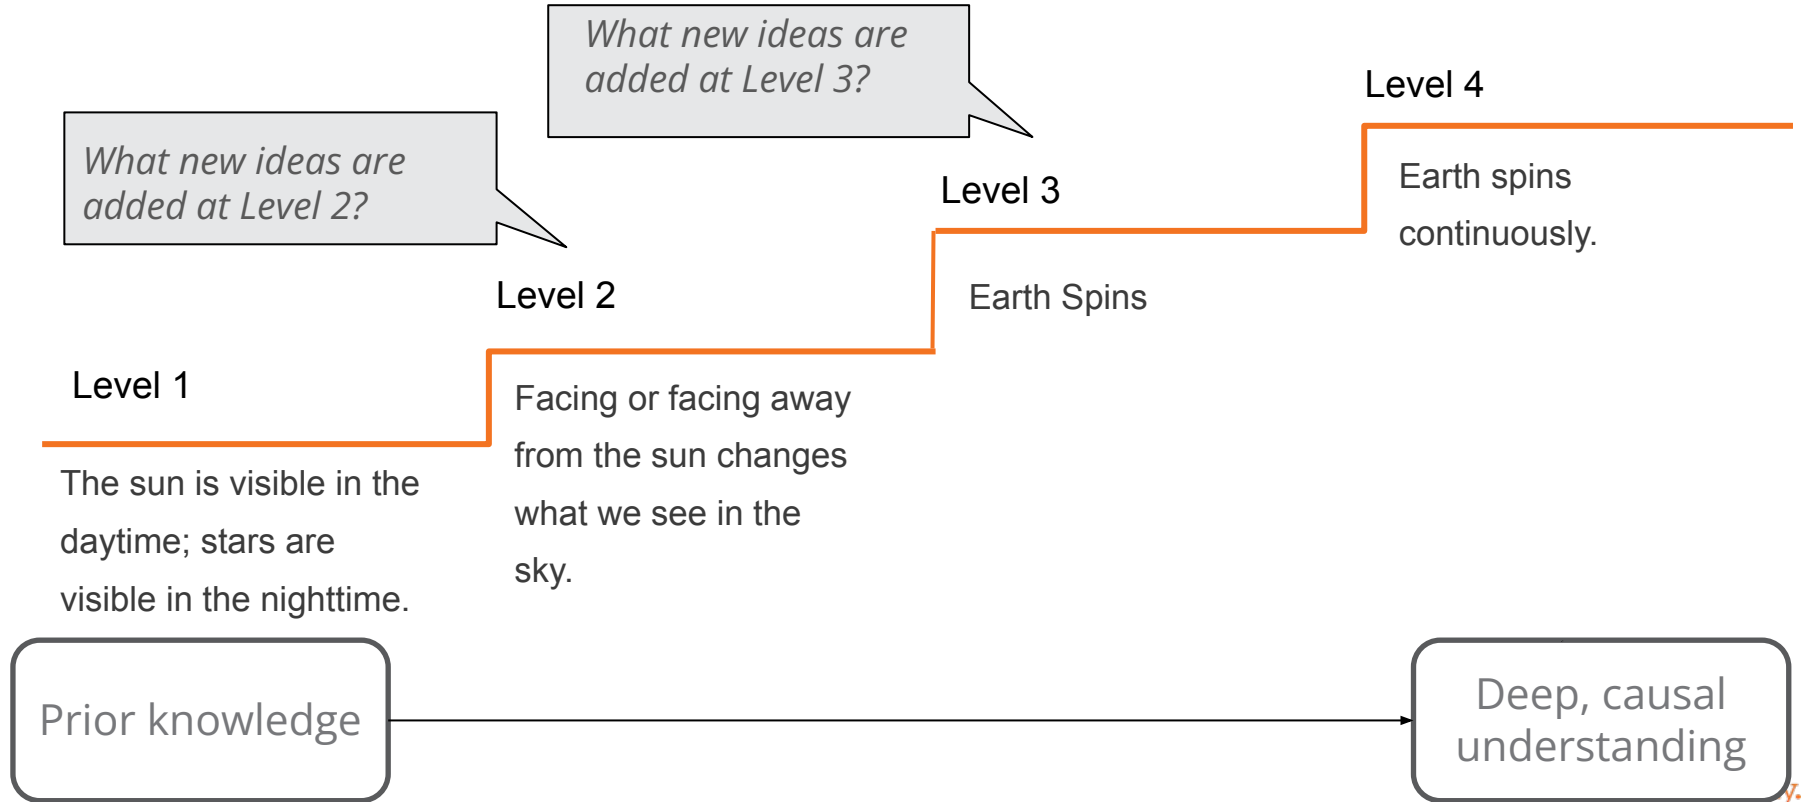 What new ideas are
added at Level 3?
Level 4
What new ideas are
added at Level 2?
Earth spins
continuously.
Level 3
Level 2
Earth Spins
Level 1
Facing or facing away
from the sun changes
what we see in the
sky.
The sun is visible in the
daytime; stars are
visible in the nighttime.
Prior knowledge
Deep, causal
understanding